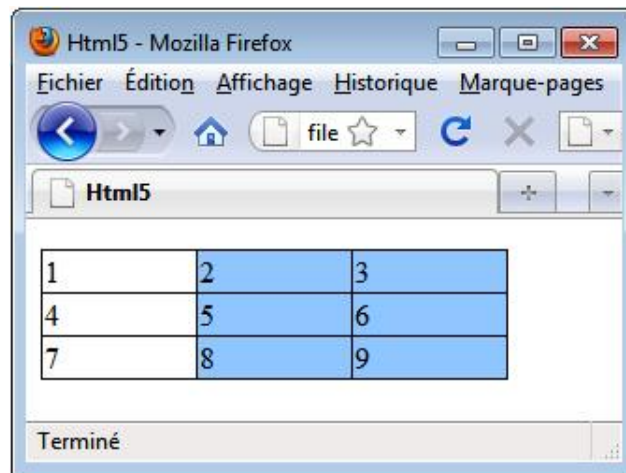 Html5 - Mozilla Firefox
Fichier Édition Affichage Historique Marque-pages
file
Html5
1 2 3
4 5 6
7 8 9
Terminé